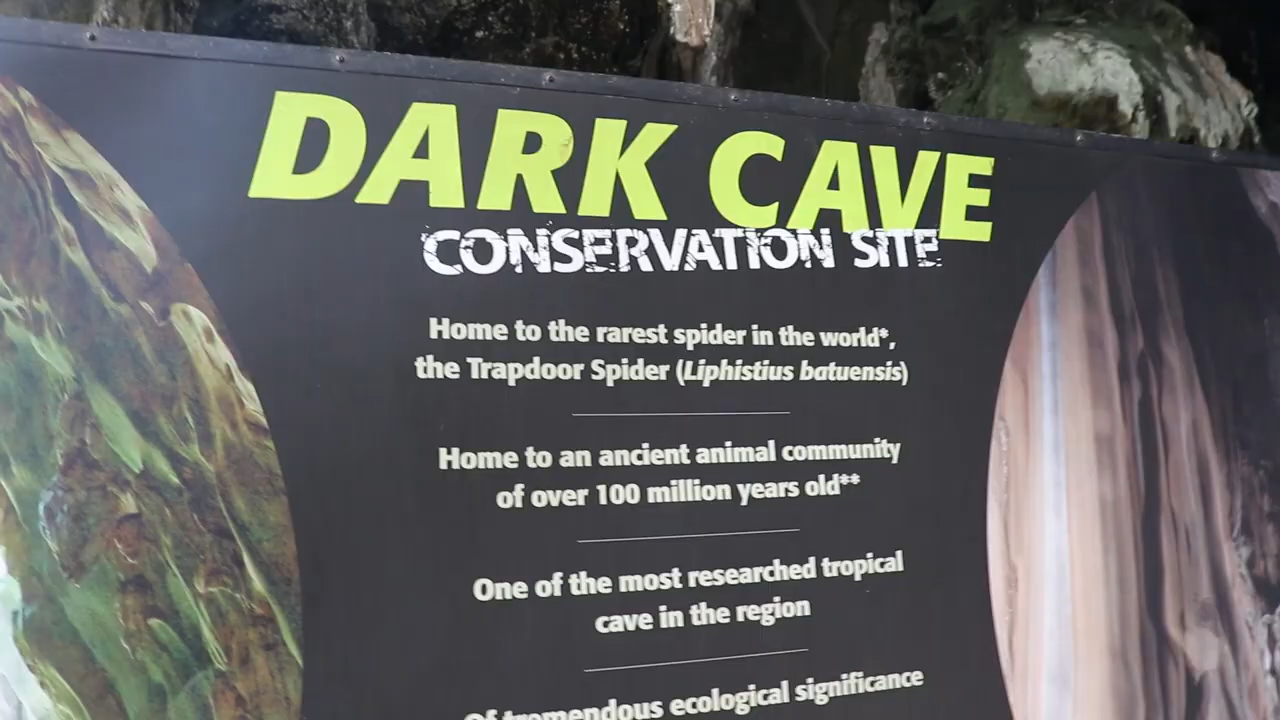 DARK CAVE
CONSERVATION SITE
Home to the rarest spider in the world*,
the Trapdoor Spider (Liphistius batuensis)
Home to an ancient animal community
of over 100 million years old**
One of the most researched tropical
cave in the region
Of tremendous ecological significance